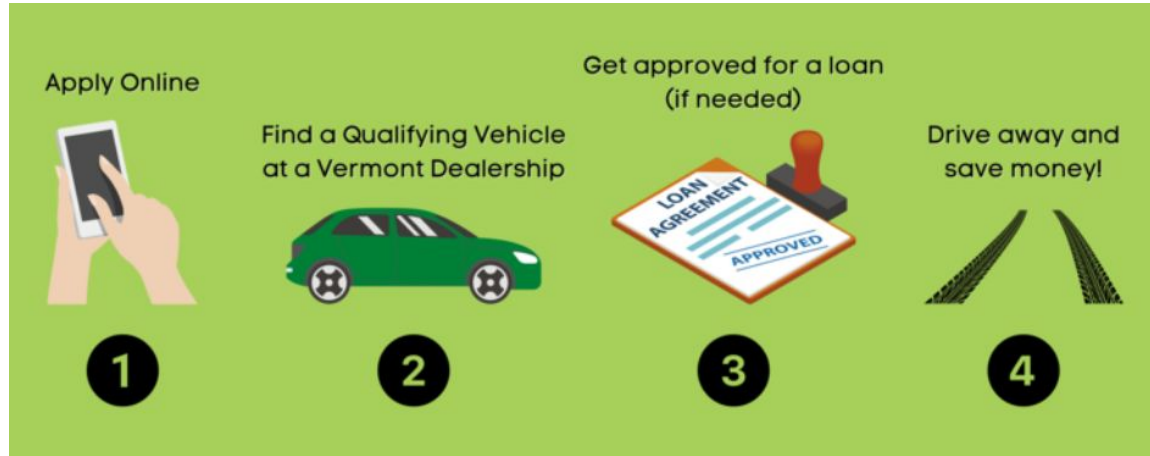 Apply Online
Find a Qualifying Vehicle
at a Vermont Dealership
Get approved for a loan
(if needed)
LOAN
AGREEMENT
APPROVED
Drive away and
save money!
1
2
3
4